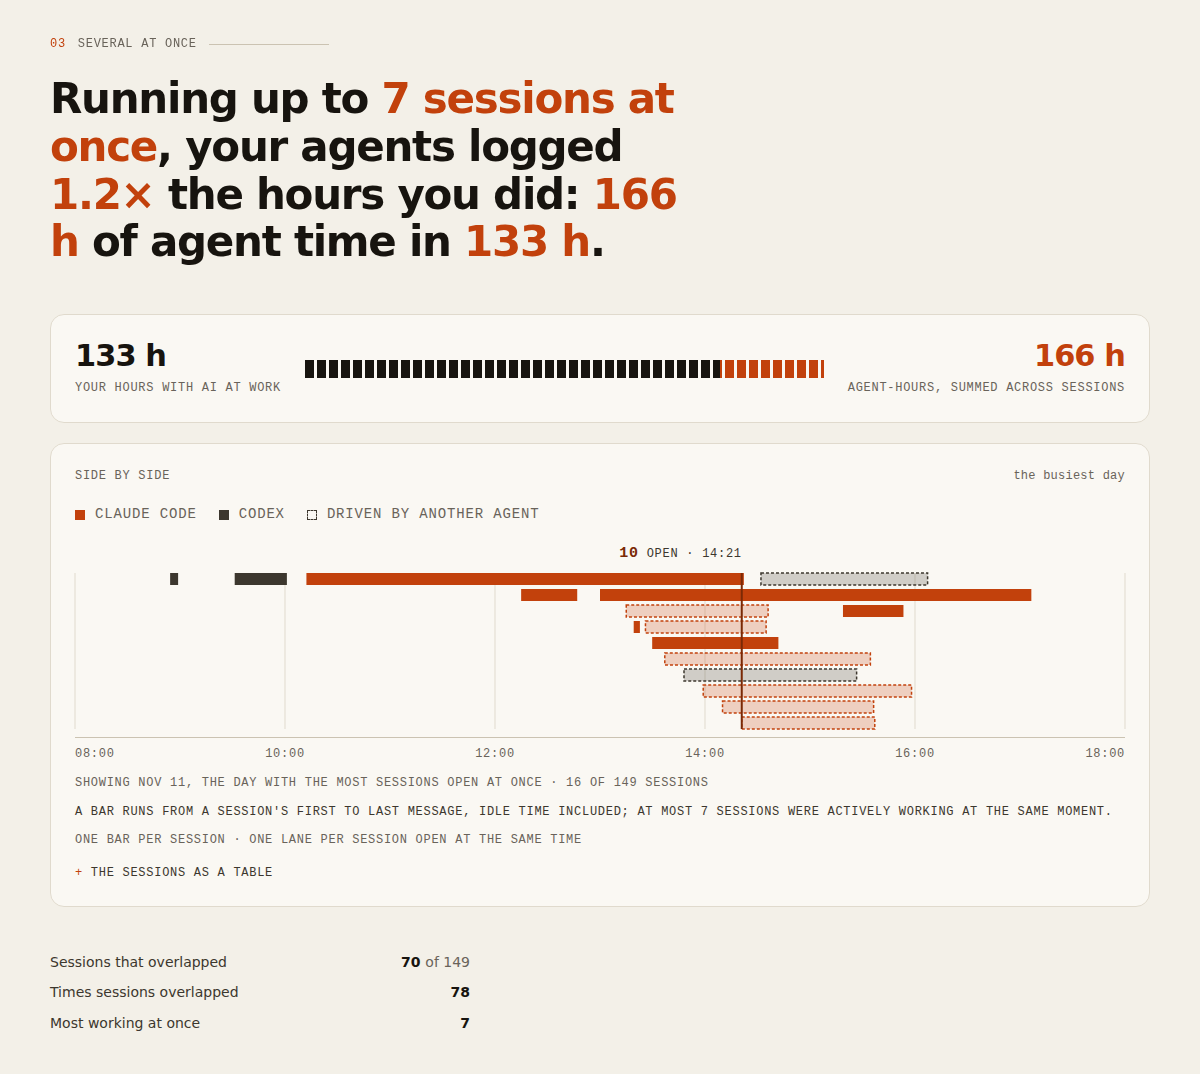 03 SEVERAL AT ONCE
Running up to 7 sessions at
once, your agents logged
1.2× the hours you did: 166
h of agent time in 133 h.
133 h
YOUR HOURS WITH AI AT WORK
166 h
AGENT-HOURS, SUMMED ACROSS SESSIONS
SIDE BY SIDE
the busiest day
CLAUDE CODE CODEX DRIVEN BY ANOTHER AGENT
10 OPEN · 14:21
08:00 10:00 12:00 14:00 16:00 18:00
SHOWING NOV 11, THE DAY WITH THE MOST SESSIONS OPEN AT ONCE · 16 OF 149 SESSIONS
A BAR RUNS FROM A SESSION'S FIRST TO LAST MESSAGE, IDLE TIME INCLUDED; AT MOST 7 SESSIONS WERE ACTIVELY WORKING AT THE SAME MOMENT.
ONE BAR PER SESSION · ONE LANE PER SESSION OPEN AT THE SAME TIME
+ THE SESSIONS AS A TABLE
Sessions that overlapped 70 of 149
Times sessions overlapped 78
Most working at once 7